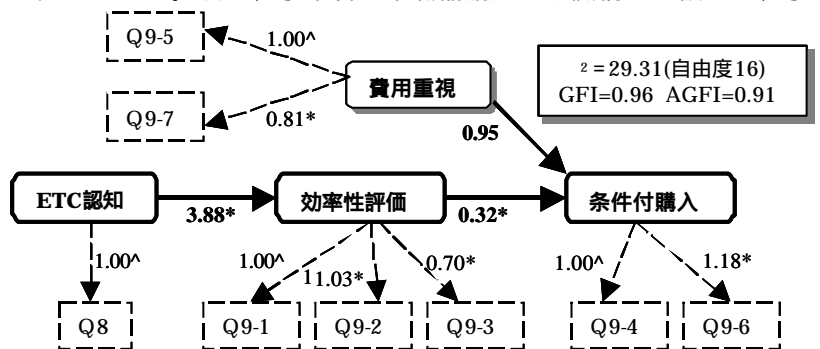 Q9-5
1.00^
Q9-7
0.81*
費用重視
2 =29.31(自由度16)
GFI=0.96 AGFI=0.91
0.95
ETC認知
3.88*
効率性評価
0.32*
条件付購入
1.00^
1.00^
11.03*
0.70*
1.00^
1.18*
Q8
Q9-1
Q9-2
Q9-3
Q9-4
Q9-6